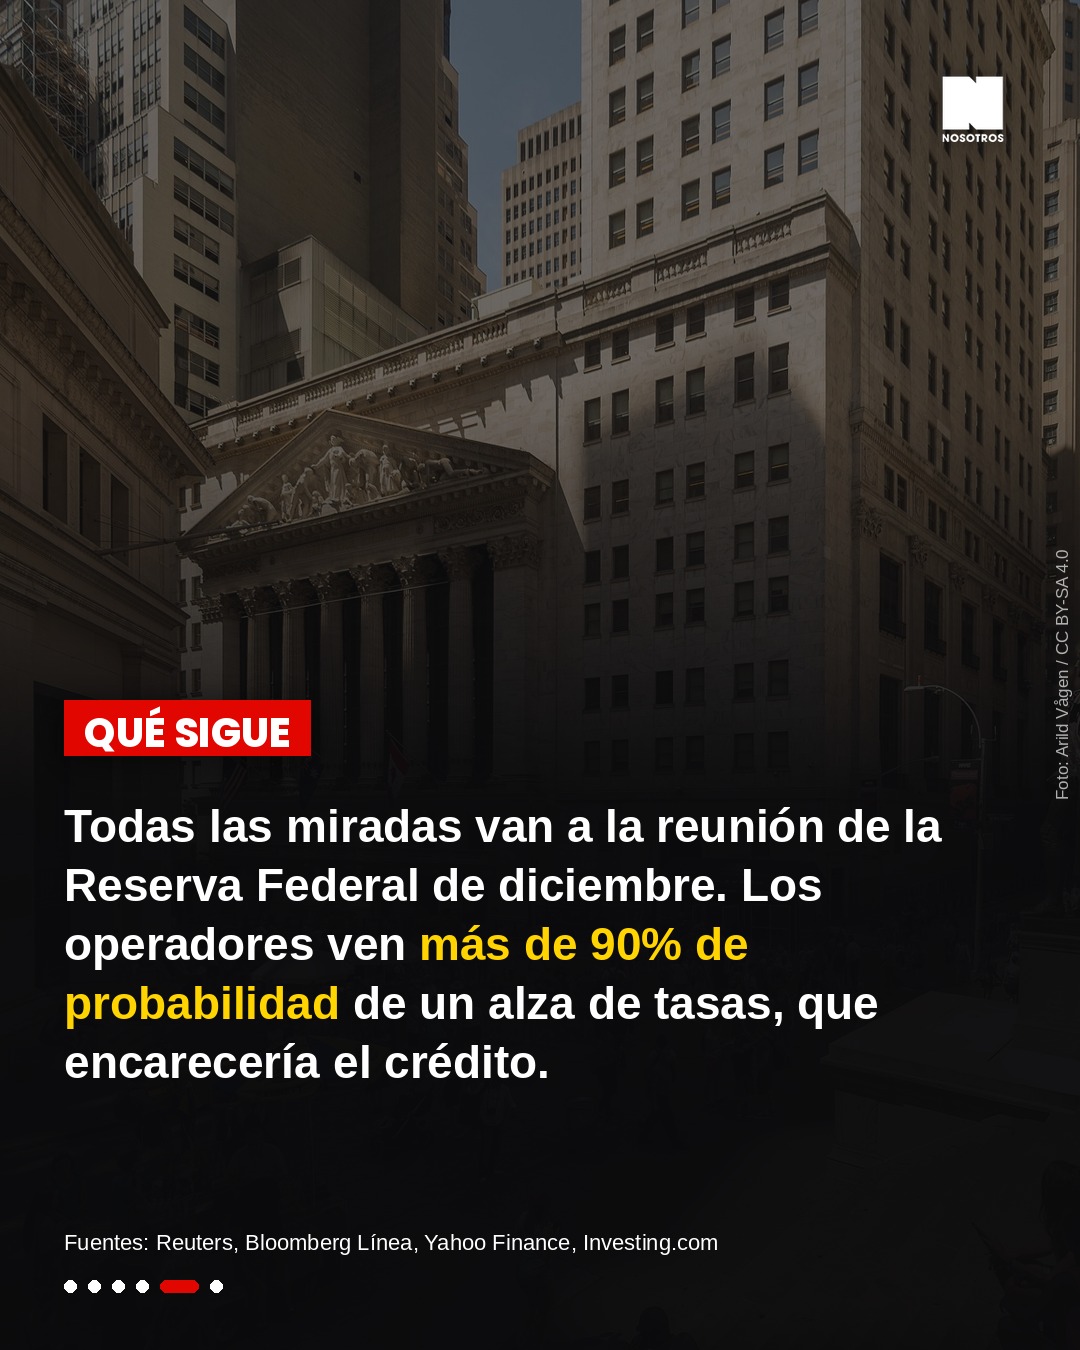 NOSOTROS
Foto: Arild Vågen / CC BY-SA 4.0
QUÉ SIGUE
Todas las miradas van a la reunión de la
Reserva Federal de diciembre. Los
operadores ven más de 90% de
probabilidad de un alza de tasas, que
encarecería el crédito.
Fuentes: Reuters, Bloomberg Línea, Yahoo Finance, Investing.com